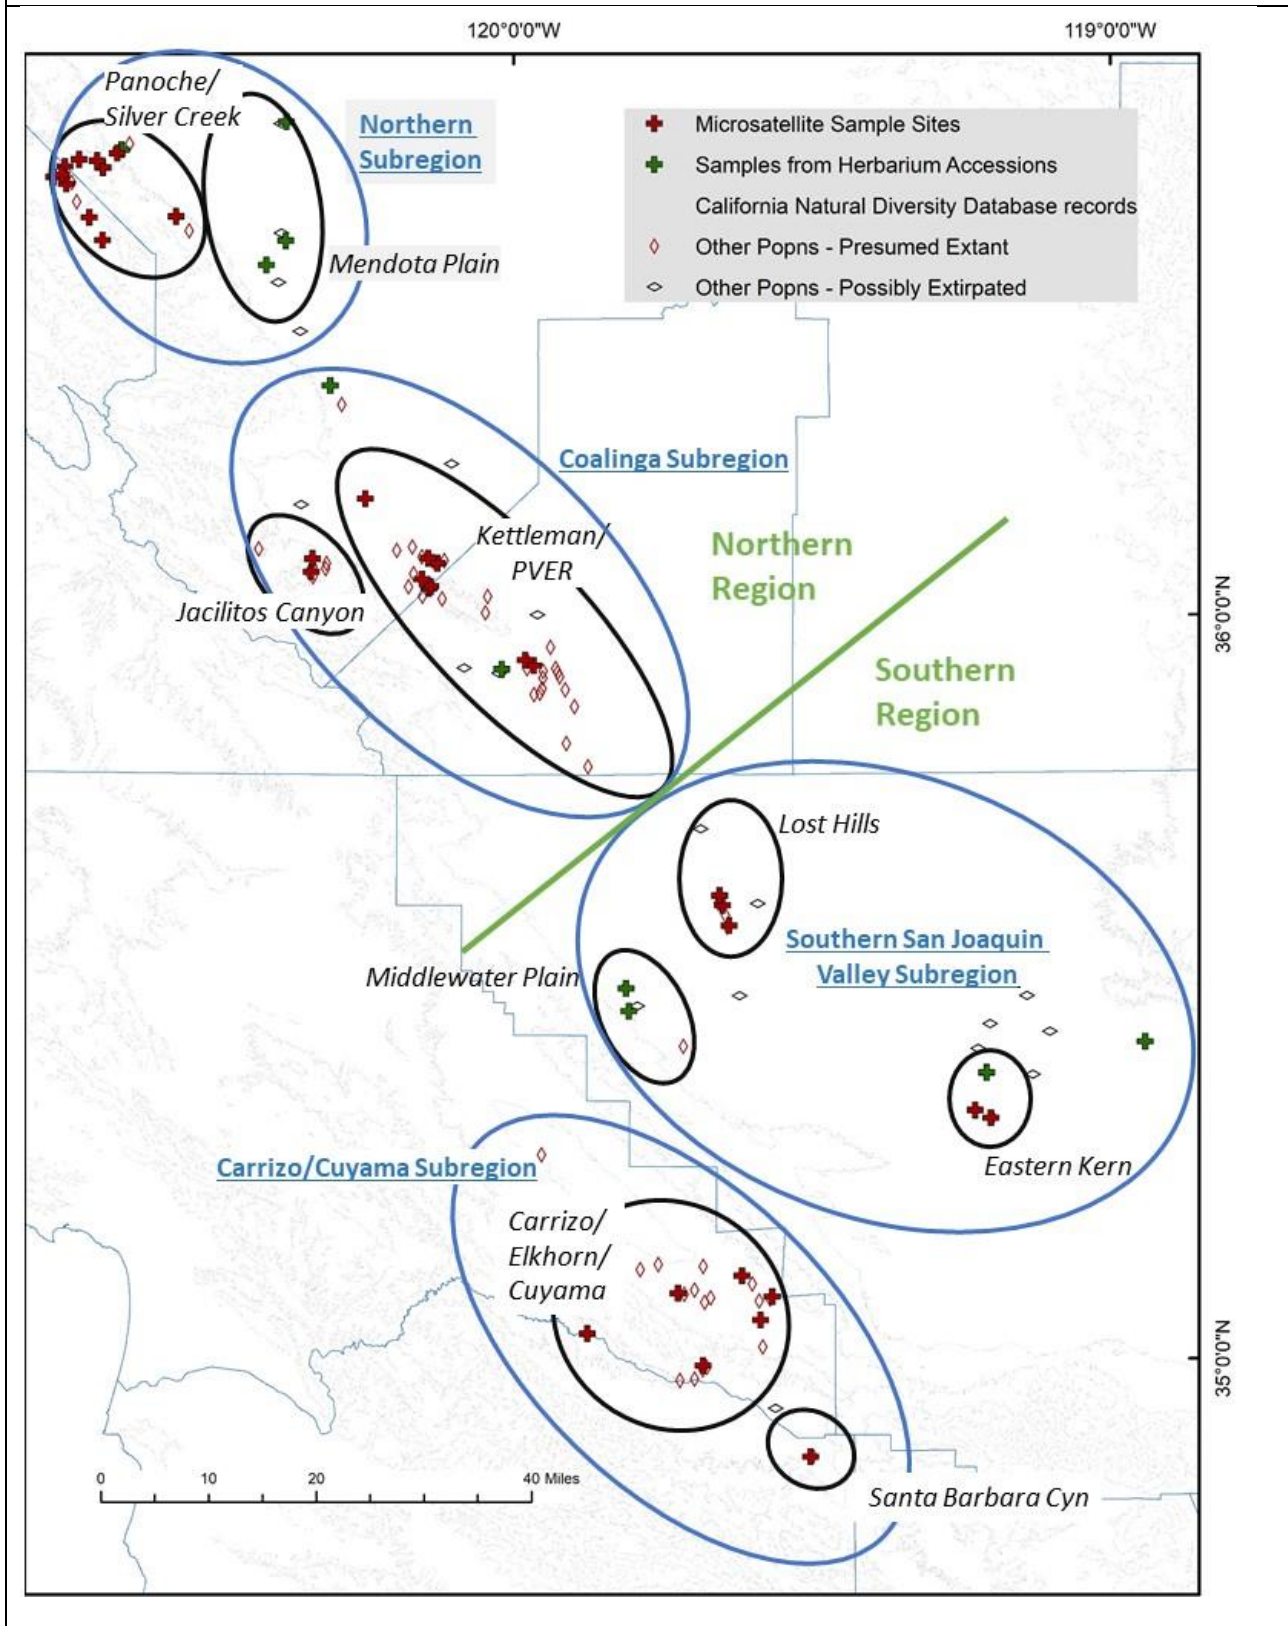 120°0'0"W
119°0'0"W
Panoche/
Silver Creek
Northern
Subregion
Mendota Plain
Microsatellite Sample Sites
Samples from Herbarium Accessions
California Natural Diversity Database records
Other Popns - Presumed Extant
Other Popns - Possibly Extirpated
Coalinga Subregion
Kettleman/
PVER
Jacilitos Canyon
Northern
Region
36°0'0"N
Southern
Region
Lost Hills
Southern San Joaquin
Valley Subregion
Middlewater Plain
Eastern Kern
Carrizo/Cuyama Subregion
Carrizo/
Elkhorn/
Cuyama
35°0'0"N
0 10 20 40 Miles
Santa Barbara Cyn